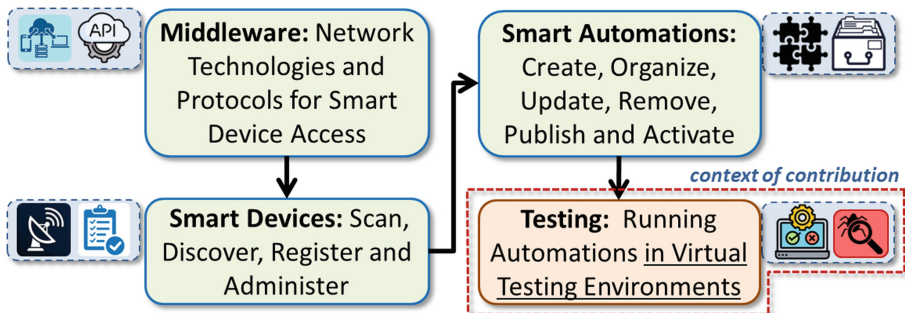 API
Middleware: Network
Technologies and
Protocols for Smart
Device Access
Smart Devices: Scan,
Discover, Register and
Administer
Smart Automations:
Create, Organize,
Update, Remove,
Publish and Activate
context of contribution
Testing: Running
Automations in Virtual
Testing Environments